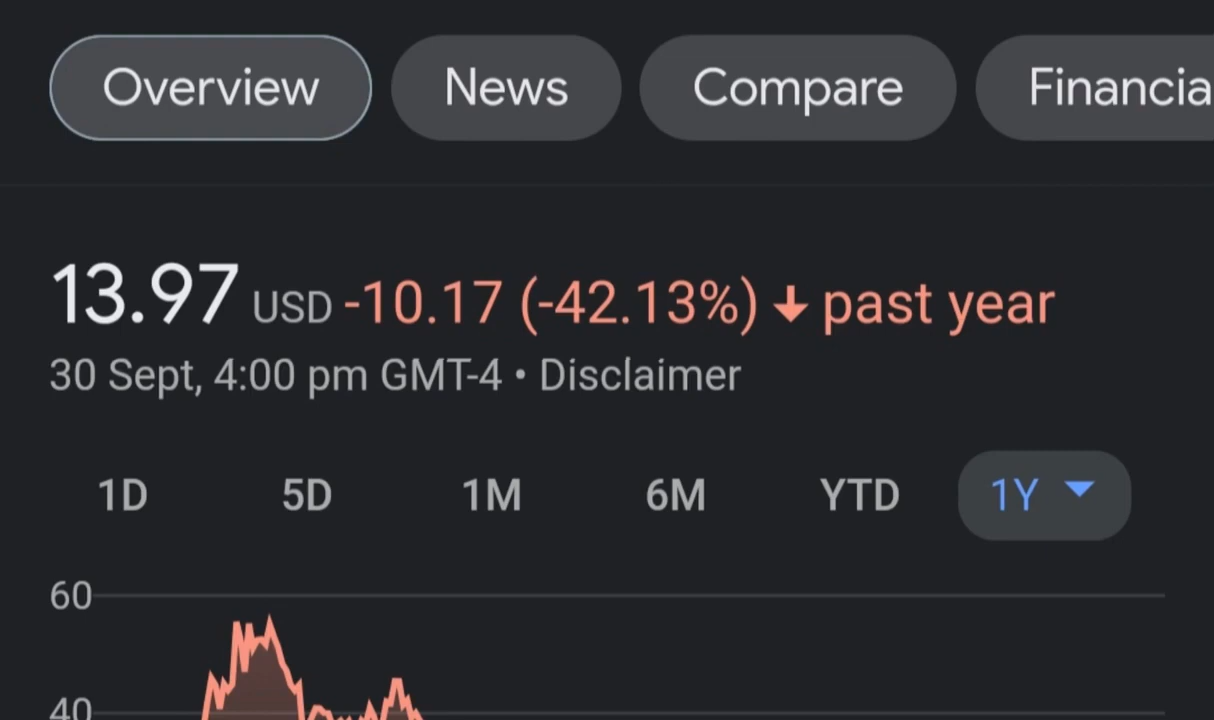 Overview News Compare Financia
13.97 USD -10.17 (-42.13%) ↓ past year
30 Sept, 4:00 pm GMT-4 • Disclaimer
1D 5D 1M 6M YTD 1Y
60
40